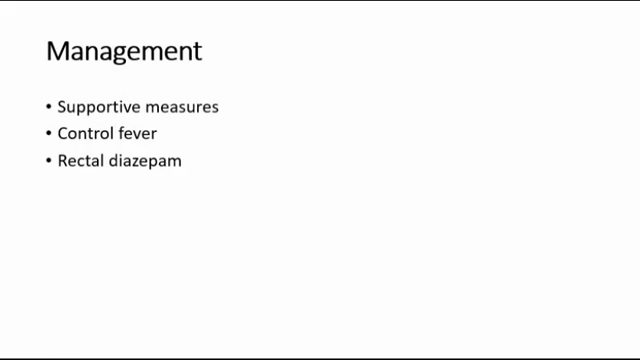 Management
• Supportive measures
• Control fever
• Rectal diazepam